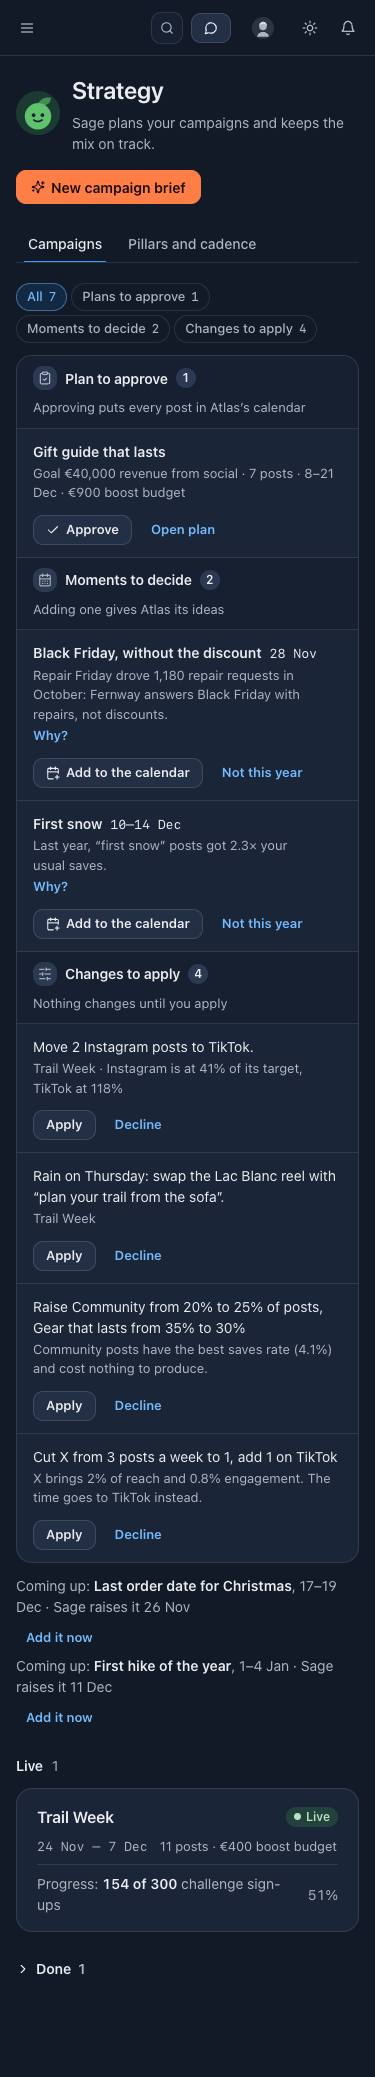 Strategy
Sage plans your campaigns and keeps the
mix on track.
New campaign brief
Campaigns
Pillars and cadence
All 7
Plans to approve 1
Moments to decide 2
Changes to apply 4
Plan to approve 1
Approving puts every post in Atlas's calendar
Gift guide that lasts
Goal €40,000 revenue from social · 7 posts · 8–21
Dec · €900 boost budget
Approve
Open plan
Moments to decide 2
Adding one gives Atlas its ideas
Black Friday, without the discount 28 Nov
Repair Friday drove 1,180 repair requests in
October: Fernway answers Black Friday with
repairs, not discounts.
Why?
Add to the calendar
Not this year
First snow 10–14 Dec
Last year, “first snow” posts got 2.3× your
usual saves.
Why?
Add to the calendar
Not this year
Changes to apply 4
Nothing changes until you apply
Move 2 Instagram posts to TikTok.
Trail Week · Instagram is at 41% of its target,
TikTok at 118%
Apply
Decline
Rain on Thursday: swap the Lac Blanc reel with
“plan your trail from the sofa”.
Trail Week
Apply
Decline
Raise Community from 20% to 25% of posts,
Gear that lasts from 35% to 30%
Community posts have the best saves rate (4.1%)
and cost nothing to produce.
Apply
Decline
Cut X from 3 posts a week to 1, add 1 on TikTok
X brings 2% of reach and 0.8% engagement. The
time goes to TikTok instead.
Apply
Decline
Coming up: Last order date for Christmas, 17–19
Dec · Sage raises it 26 Nov
Add it now
Coming up: First hike of the year, 1–4 Jan · Sage
raises it 11 Dec
Add it now
Live 1
Trail Week
Live
24 Nov – 7 Dec 11 posts · €400 boost budget
Progress: 154 of 300 challenge sign-
ups
51%
Done 1